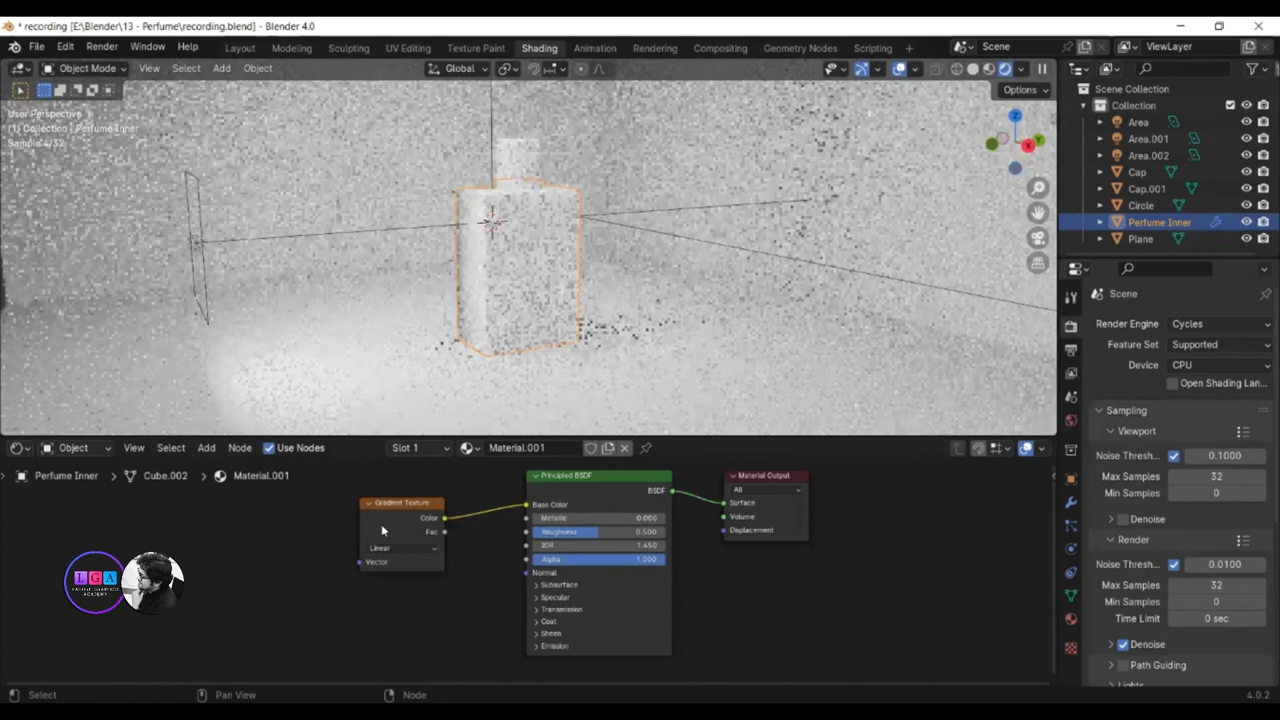 * recording [E:\Blender\13 - Perfume\recording.blend] - Blender 4.0
File Edit Render Window Help Layout Modeling Sculpting UV Editing Texture Paint Shading Animation Rendering Compositing Geometry Nodes Scripting + Scene ViewLayer
Object Mode View Select Add Object Global
Options
User Perspective
(1) Collection | Perfume Inner
Sample 4/32
X
Y
Z
Scene Collection
Collection
Area
Area.001
Area.002
Cap
Cap.001
Circle
Perfume Inner
Plane
Scene
Render Engine Cycles
Feature Set Supported
Device CPU
Open Shading Lan...
Sampling
Viewport
Noise Thresh... 0.1000
Max Samples 32
Min Samples 0
Denoise
Render
Noise Thresh... 0.0100
Max Samples 32
Min Samples 0
Time Limit 0 sec
Denoise
Path Guiding
Lights
Object View Select Add Node Use Nodes Slot 1 Material.001
Perfume Inner > Cube.002 > Material.001
Gradient Texture
Color
Fac
Linear
Vector
Principled BSDF
BSDF
Base Color
Metallic 0.000
Roughness 0.500
IOR 1.450
Alpha 1.000
Normal
Subsurface
Specular
Transmission
Coat
Sheen
Emission
Material Output
All
Surface
Volume
Displacement
LGA
Select Pan View Node 4.0.2